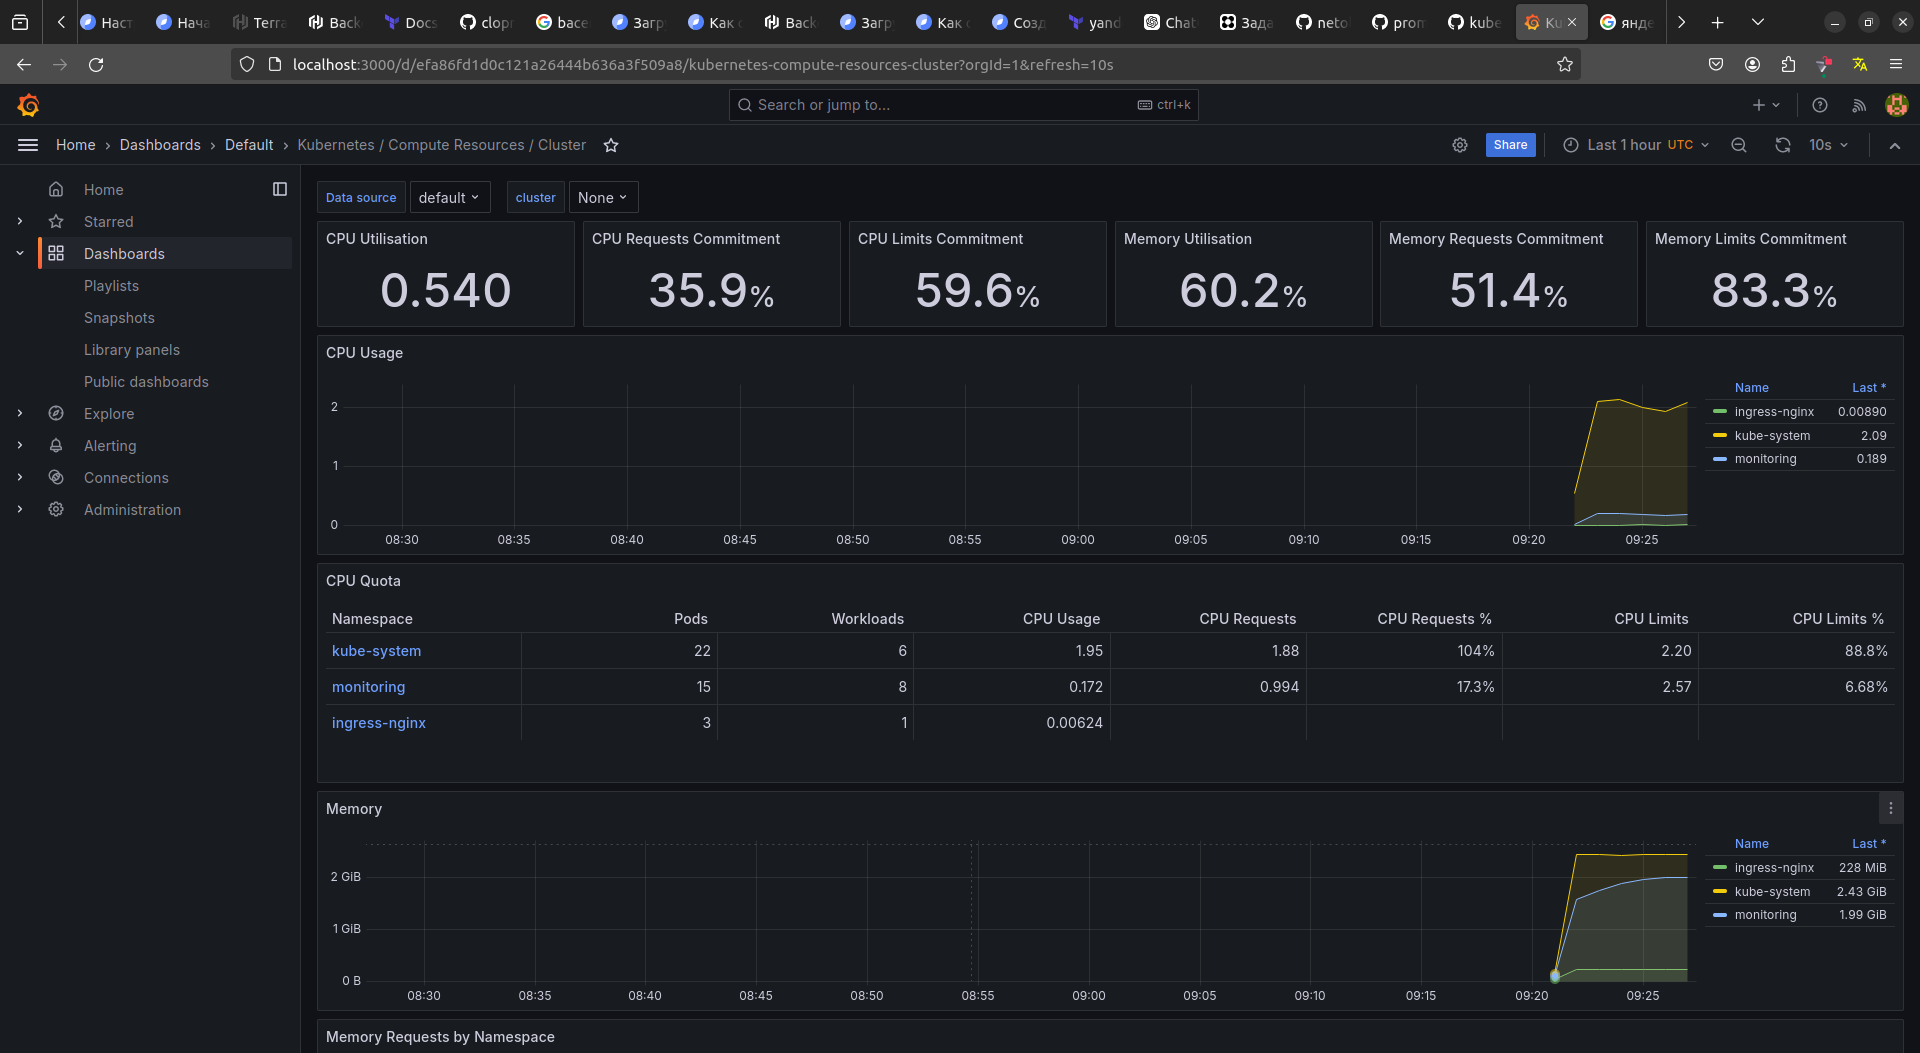 Наст
Нача
Terra
Back
Docs
clopr
bace
Загру
Как с
Back
Загру
Как с
Созд
yand
Chat
Зада
neto
prom
kube
Ku
янде
localhost:3000/d/efa86fd1d0c121a26444b636a3f509a8/kubernetes-compute-resources-cluster?orgId=1&refresh=10s
Search or jump to... ctrl+k
Home › Dashboards › Default › Kubernetes / Compute Resources / Cluster
Share
Last 1 hour UTC
10s
Home
Starred
Dashboards
Playlists
Snapshots
Library panels
Public dashboards
Explore
Alerting
Connections
Administration
Data source default cluster None
CPU Utilisation
0.540
CPU Requests Commitment
35.9%
CPU Limits Commitment
59.6%
Memory Utilisation
60.2%
Memory Requests Commitment
51.4%
Memory Limits Commitment
83.3%
CPU Usage
2
1
0
08:30 08:35 08:40 08:45 08:50 08:55 09:00 09:05 09:10 09:15 09:20 09:25
Name Last *
ingress-nginx 0.00890
kube-system 2.09
monitoring 0.189
CPU Quota
Namespace Pods Workloads CPU Usage CPU Requests CPU Requests % CPU Limits CPU Limits %
kube-system 22 6 1.95 1.88 104% 2.20 88.8%
monitoring 15 8 0.172 0.994 17.3% 2.57 6.68%
ingress-nginx 3 1 0.00624
Memory
2 GiB
1 GiB
0 B
08:30 08:35 08:40 08:45 08:50 08:55 09:00 09:05 09:10 09:15 09:20 09:25
Name Last *
ingress-nginx 228 MiB
kube-system 2.43 GiB
monitoring 1.99 GiB
Memory Requests by Namespace